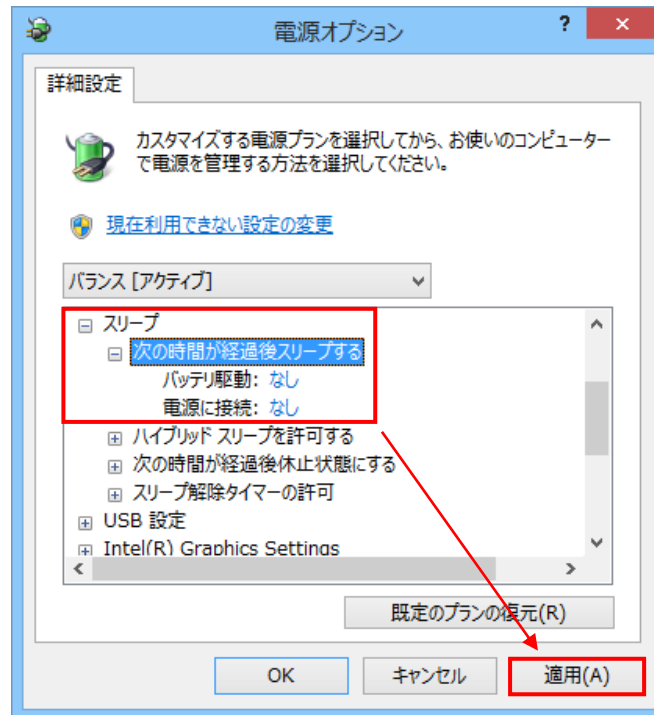 電源オプション
?
×
詳細設定
カスタマイズする電源プランを選択してから、お使いのコンピューター
で電源を管理する方法を選択してください。
現在利用できない設定の変更
バランス [アクティブ]
スリープ
次の時間が経過後スリープする
バッテリ駆動: なし
電源に接続: なし
ハイブリッド スリープを許可する
次の時間が経過後休止状態にする
スリープ解除タイマーの許可
USB 設定
Intel(R) Graphics Settings
既定のプランの復元(R)
OK
キャンセル
適用(A)